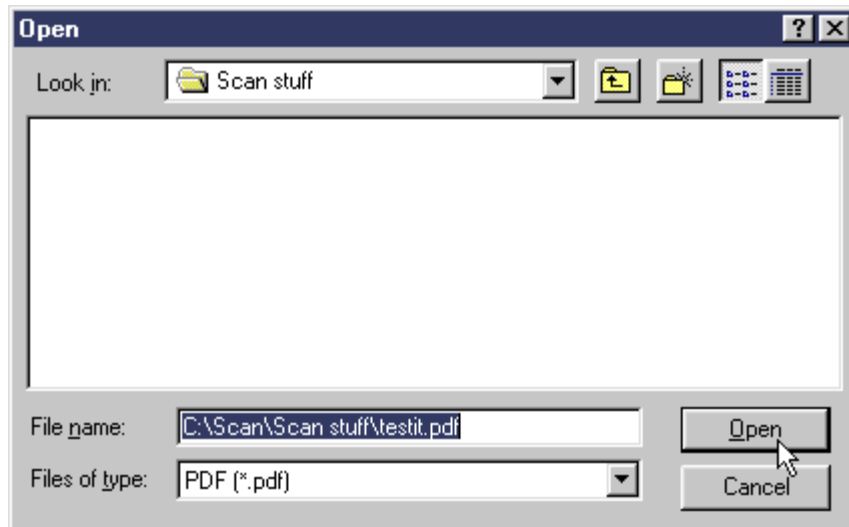 Open
Look in: Scan stuff
File name: C:\Scan\Scan stuff\testit.pdf Open
Files of type: PDF (*.pdf) Cancel